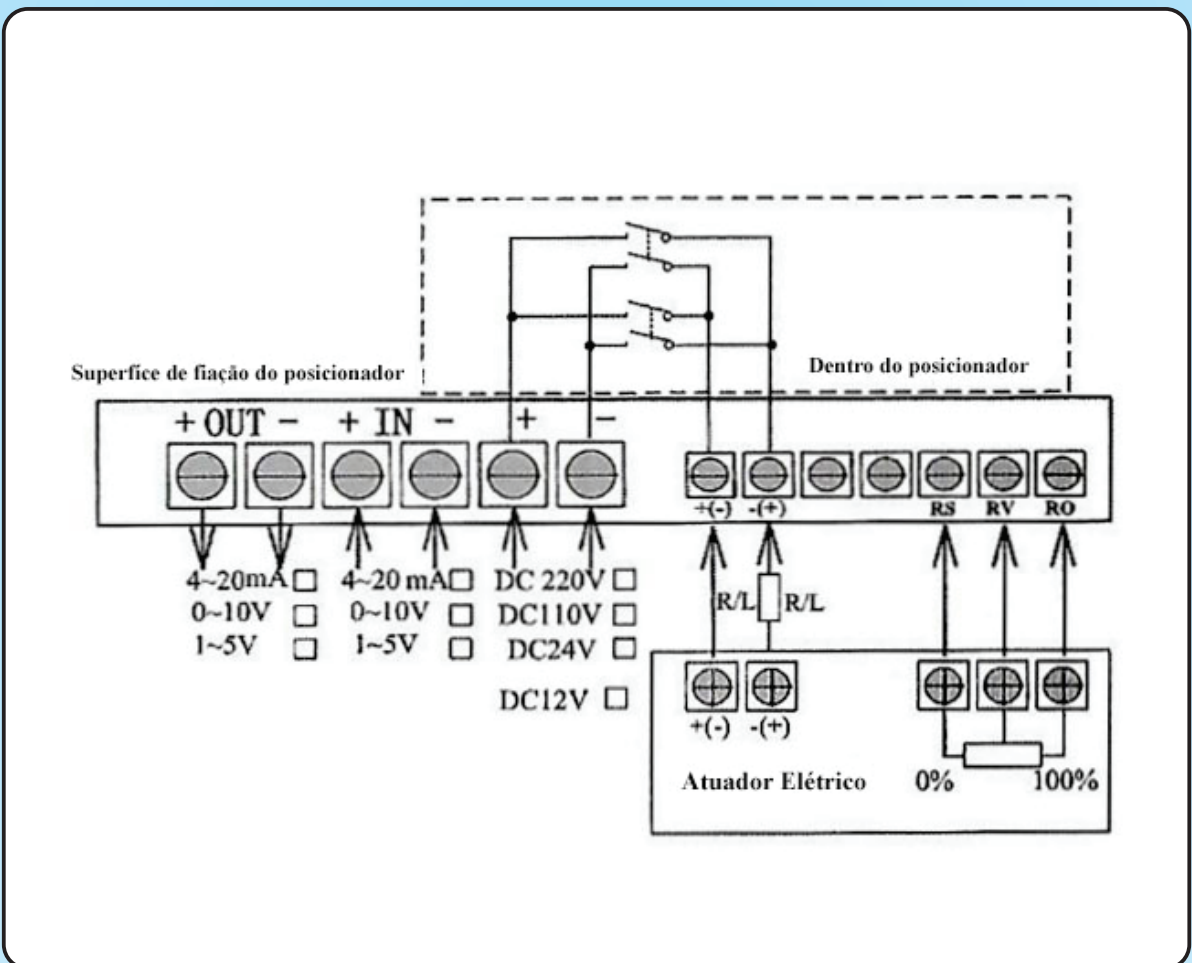 Superfíce de fiação do posicionador
Dentro do posicionador
+ OUT -
+ IN -
+
-
+(-)
-(+)
RS
RV
RO
4~20mA
0~10V
1~5V
4~20 mA
0~10V
1~5V
DC 220V
DC110V
DC24V
DC12V
R/L
R/L
+(-)
-(+)
Atuador Elétrico
0%
100%